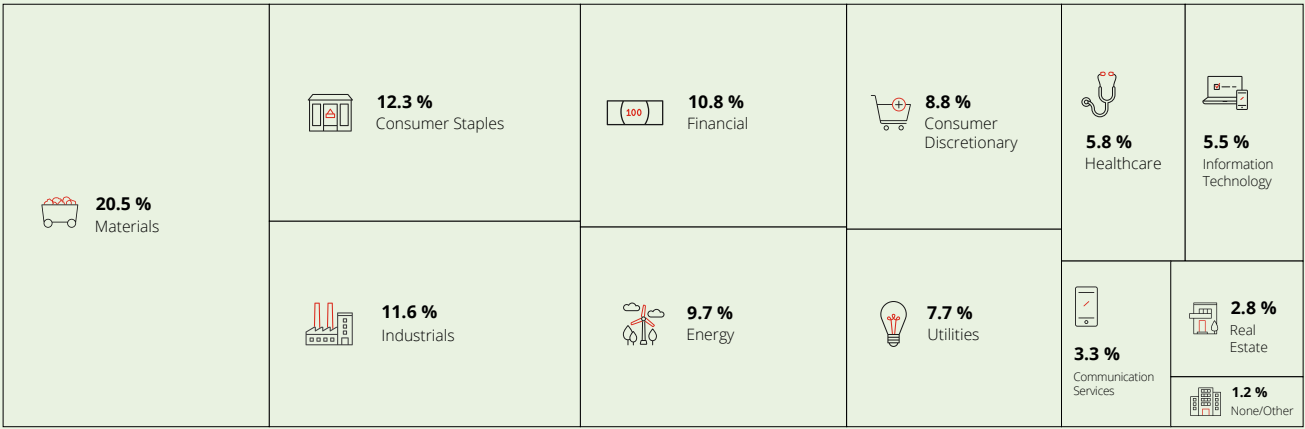 20.5 %
Materials
12.3 %
Consumer Staples
11.6 %
Industrials
100
10.8 %
Financial
9.7 %
Energy
8.8 %
Consumer
Discretionary
7.7 %
Utilities
5.8 %
Healthcare
5.5 %
Information
Technology
3.3 %
Communication
Services
2.8 %
Real
Estate
1.2 %
None/Other